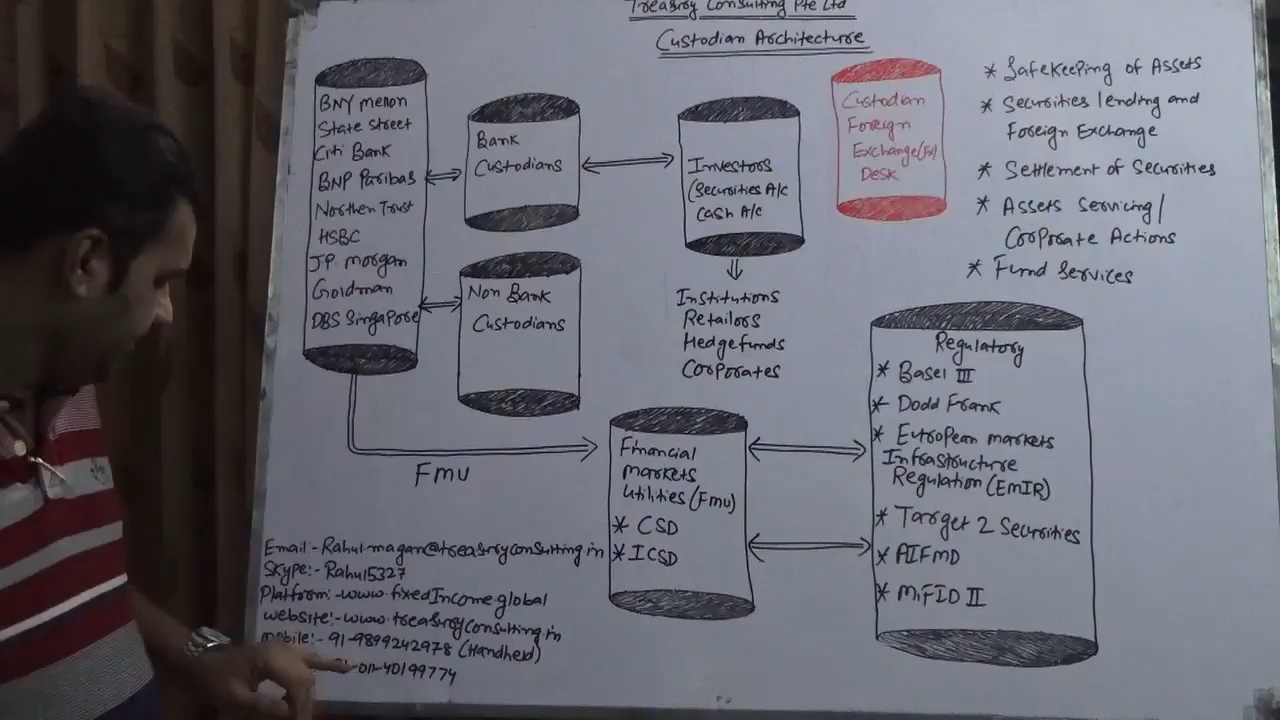 Treasury Consulting Pte Ltd
Custodian Architecture
BNY menon
State Street
Citi Bank
BNP Paribas
Northen Trust
HSBC
J.P. morgan
Goldman
DBS Singapore
Bank
Custodians
Non Bank
Custodians
Investors
(Securities A/c
Cash A/c
Institutions
Retailors
Hedgefunds
Corporates
Custodian
Foreign
Exchange(Fx)
Desk
* Safekeeping of Assets
* Securities lending and
Foreign Exchange
* Settlement of Securities
* Assets Servicing/
Corporate Actions
* Fund Services
Fmu
Financial
markets
Utilities (Fmu)
* CSD
* ICSD
Regulatory
* Basel III
* Dodd Frank
* European markets
Infrastructure
Regulation (EMIR)
* Target 2 Securities
* AIFMD
* MiFID II
Email:- Rahul.magan@treasuryconsulting.in
Skype:- Rahul5327
Platform:- www.fixedIncome.global
website:- www.treasuryconsulting.in
mobile:- 91-9899242978 (Handheld)
-011-40199774